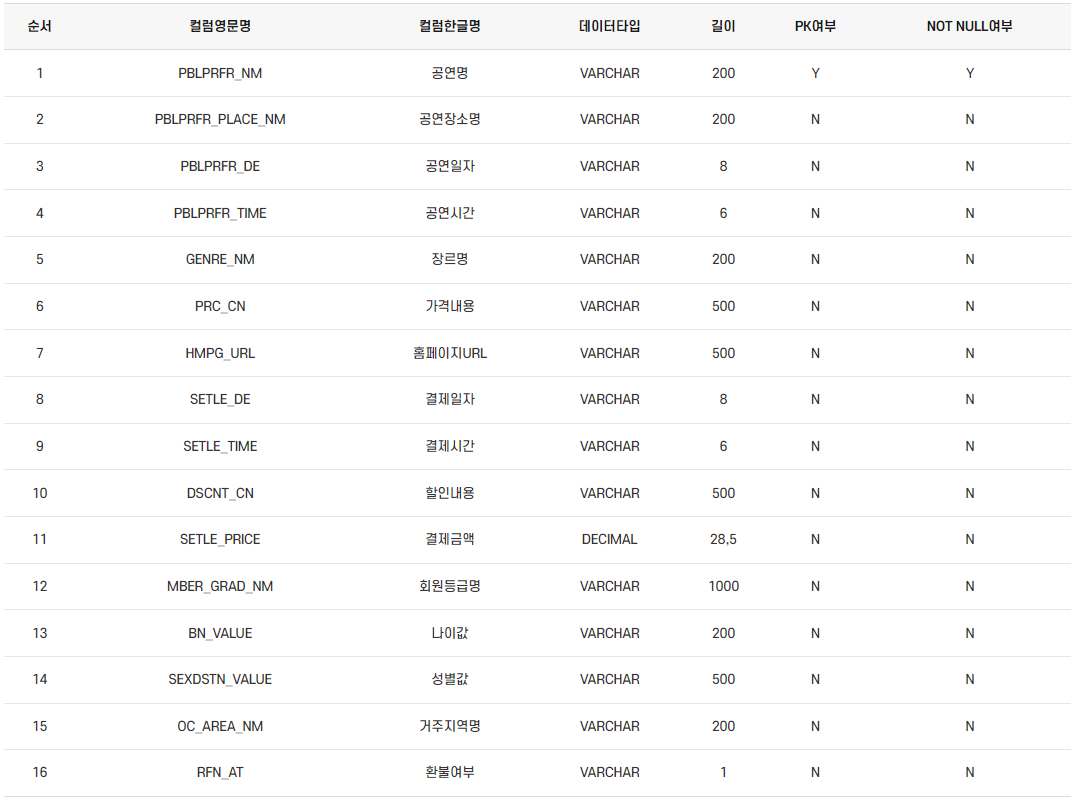 순서 컬럼영문명 컬럼한글명 데이터타입 길이 PK여부 NOT NULL여부
1 PBLPRFR_NM 공연명 VARCHAR 200 Y Y
2 PBLPRFR_PLACE_NM 공연장소명 VARCHAR 200 N N
3 PBLPRFR_DE 공연일자 VARCHAR 8 N N
4 PBLPRFR_TIME 공연시간 VARCHAR 6 N N
5 GENRE_NM 장르명 VARCHAR 200 N N
6 PRC_CN 가격내용 VARCHAR 500 N N
7 HMPG_URL 홈페이지URL VARCHAR 500 N N
8 SETLE_DE 결제일자 VARCHAR 8 N N
9 SETLE_TIME 결제시간 VARCHAR 6 N N
10 DSCNT_CN 할인내용 VARCHAR 500 N N
11 SETLE_PRICE 결제금액 DECIMAL 28,5 N N
12 MBER_GRAD_NM 회원등급명 VARCHAR 1000 N N
13 BN_VALUE 나이값 VARCHAR 200 N N
14 SEXDSTN_VALUE 성별값 VARCHAR 500 N N
15 OC_AREA_NM 거주지역명 VARCHAR 200 N N
16 RFN_AT 환불여부 VARCHAR 1 N N